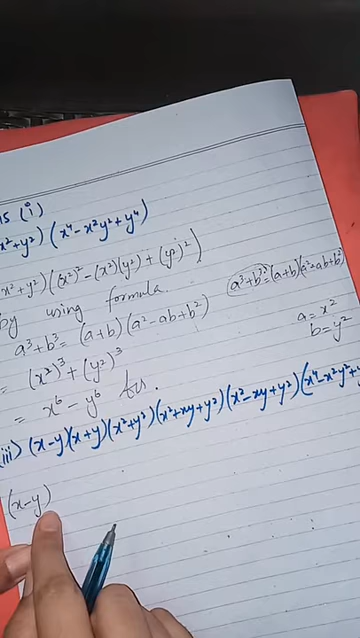 (i)
x²+y²) (x⁴-x²y²+y⁴)
x²+y²) ((x²)²-(x²)(y²)+(y²)²)
by using formula.
a³+b³ = (a+b)(a²-ab+b²)
a³+b³=(a+b)(a²-ab+b²)
a = x²
b = y²
= (x²)³+(y²)³
= x⁶-y⁶
(iii) (x-y)(x+y)(x²+y²)(x²+xy+y²)(x²-xy+y²)(x⁴-x²y²+y
(x-y)